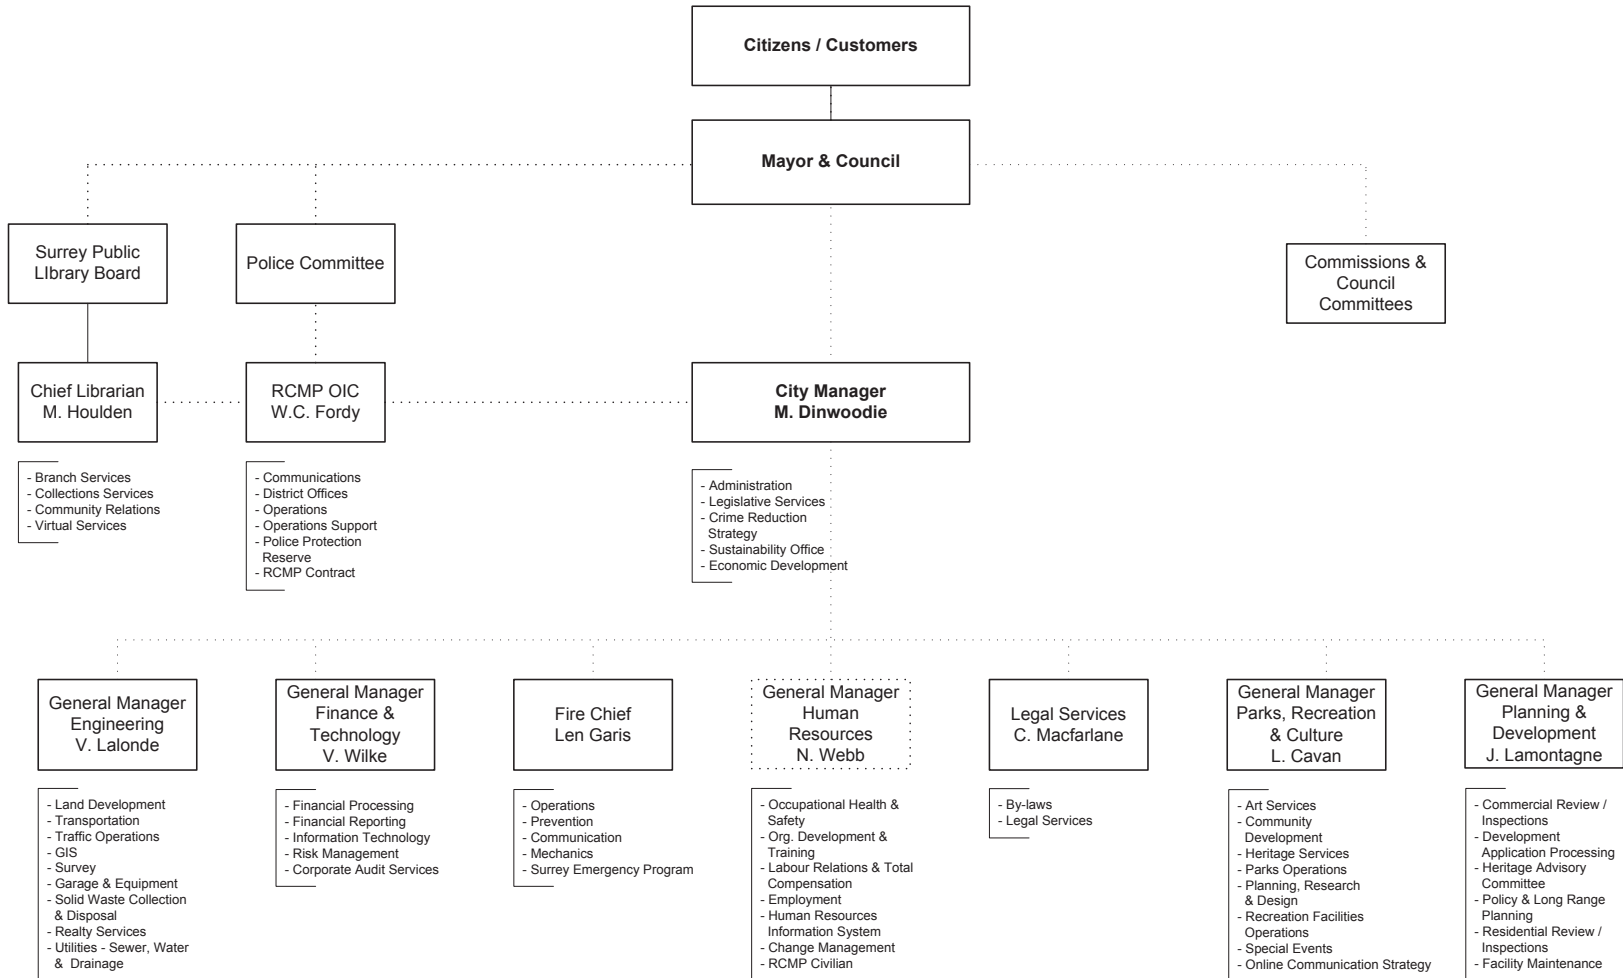 Citizens / Customers
Mayor & Council
Surrey Public
LIbrary Board
Police Committee
Commissions &
Council
Committees
Chief Librarian
M. Houlden
RCMP OIC
W.C. Fordy
City Manager
M. Dinwoodie
- Branch Services
- Collections Services
- Community Relations
- Virtual Services
- Communications
- District Offices
- Operations
- Operations Support
- Police Protection
Reserve
- RCMP Contract
- Administration
- Legislative Services
- Crime Reduction
Strategy
- Sustainability Office
- Economic Development
General Manager
Engineering
V. Lalonde
General Manager
Finance &
Technology
V. Wilke
Fire Chief
Len Garis
General Manager
Human
Resources
N. Webb
Legal Services
C. Macfarlane
General Manager
Parks, Recreation
& Culture
L. Cavan
General Manager
Planning &
Development
J. Lamontagne
- Land Development
- Transportation
- Traffic Operations
- GIS
- Survey
- Garage & Equipment
- Solid Waste Collection
& Disposal
- Realty Services
- Utilities - Sewer, Water
& Drainage
- Financial Processing
- Financial Reporting
- Information Technology
- Risk Management
- Corporate Audit Services
- Operations
- Prevention
- Communication
- Mechanics
- Surrey Emergency Program
- Occupational Health &
Safety
- Org. Development &
Training
- Labour Relations & Total
Compensation
- Employment
- Human Resources
Information System
- Change Management
- RCMP Civilian
- By-laws
- Legal Services
- Art Services
- Community
Development
- Heritage Services
- Parks Operations
- Planning, Research
& Design
- Recreation Facilities
Operations
- Special Events
- Online Communication Strategy
- Commercial Review /
Inspections
- Development
Application Processing
- Heritage Advisory
Committee
- Policy & Long Range
Planning
- Residential Review /
Inspections
- Facility Maintenance